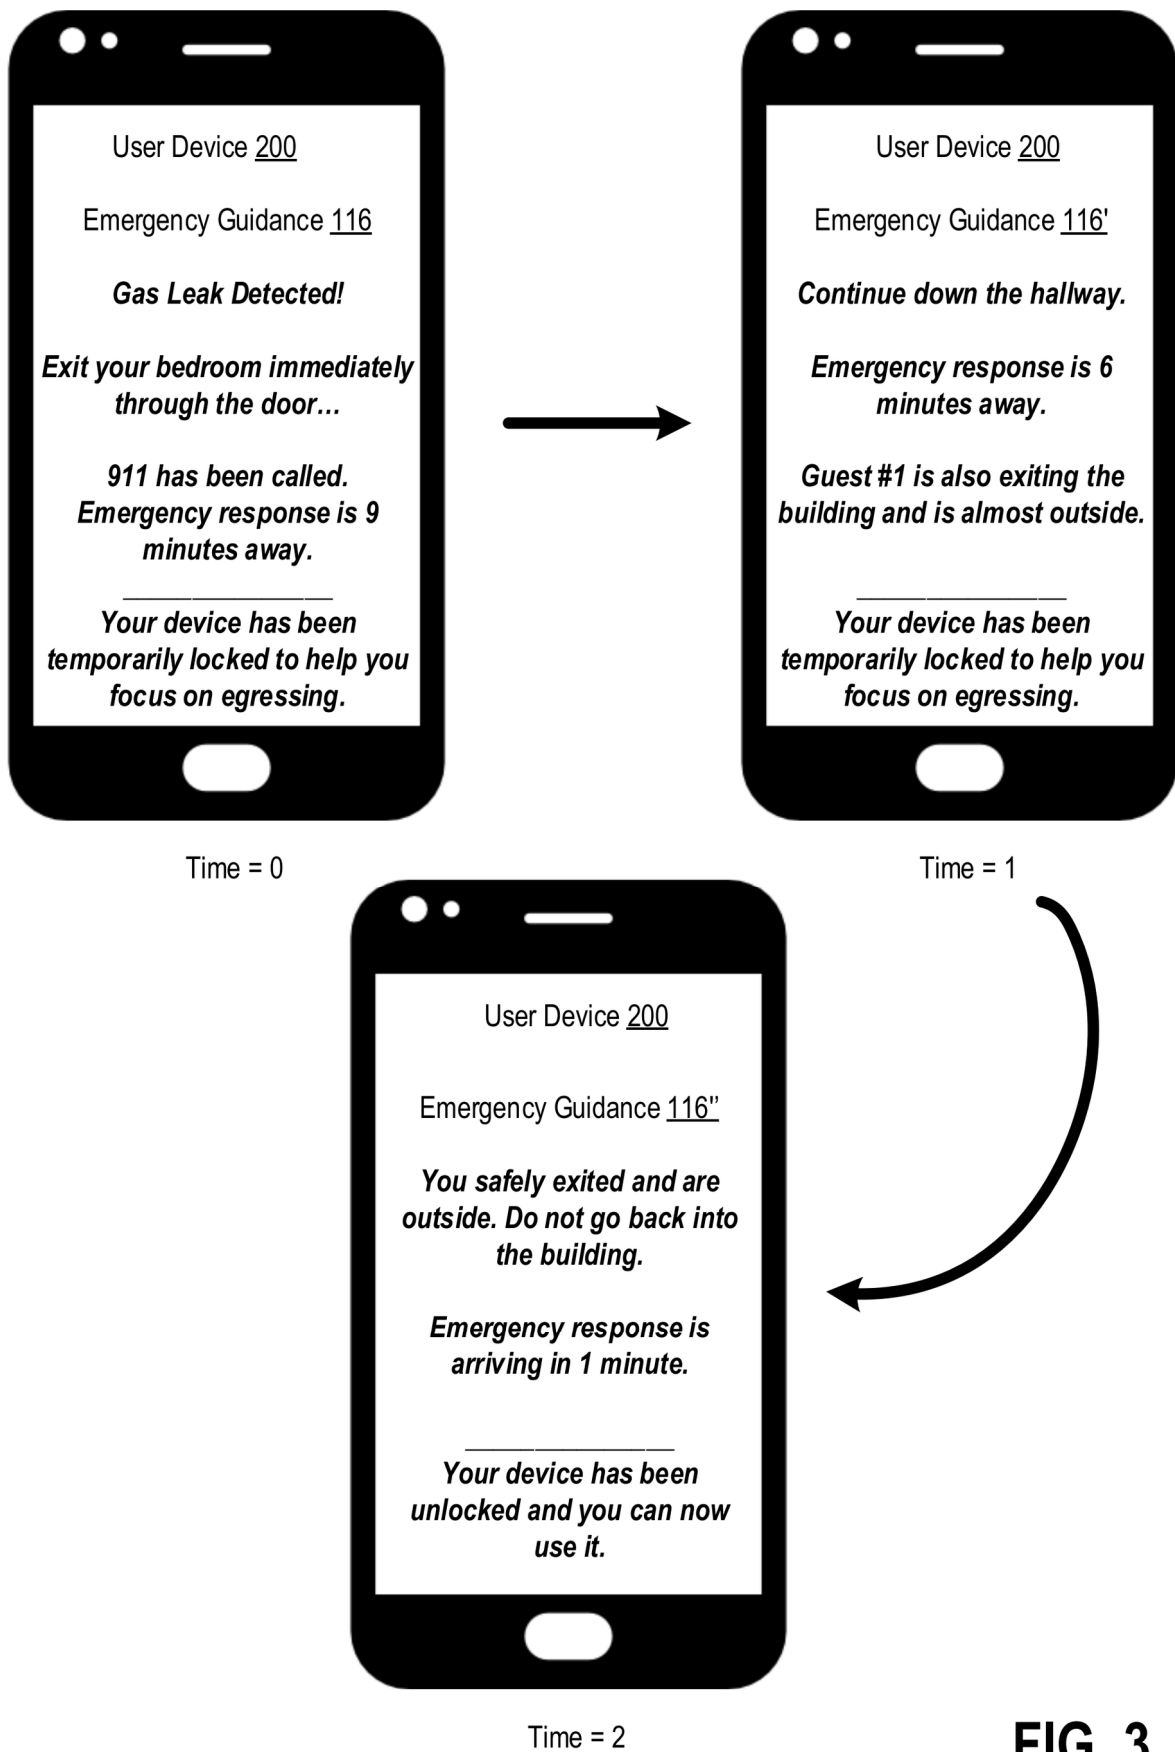 User Device 200
Emergency Guidance 116
Gas Leak Detected!
Exit your bedroom immediately
through the door…
911 has been called.
Emergency response is 9
minutes away.
_______________
Your device has been
temporarily locked to help you
focus on egressing.
Time = 0
User Device 200
Emergency Guidance 116'
Continue down the hallway.
Emergency response is 6
minutes away.
Guest #1 is also exiting the
building and is almost outside.
_______________
Your device has been
temporarily locked to help you
focus on egressing.
Time = 1
User Device 200
Emergency Guidance 116''
You safely exited and are
outside. Do not go back into
the building.
Emergency response is
arriving in 1 minute.
_______________
Your device has been
unlocked and you can now
use it.
Time = 2
FIG. 3